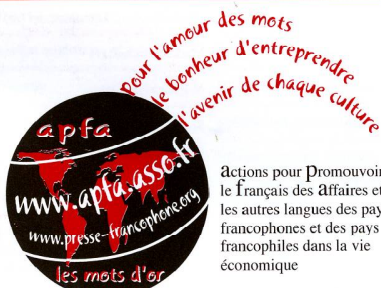 pour l'amour des mots
le bonheur d'entreprendre
l'avenir de chaque culture
apfa
www.apfa.asso.fr
www.presse-francophone.org
les mots d'or
actions pour Promouvoir
le Français des Affaires et
les autres langues des pay
francophones et des pays
francophiles dans la vie
économique